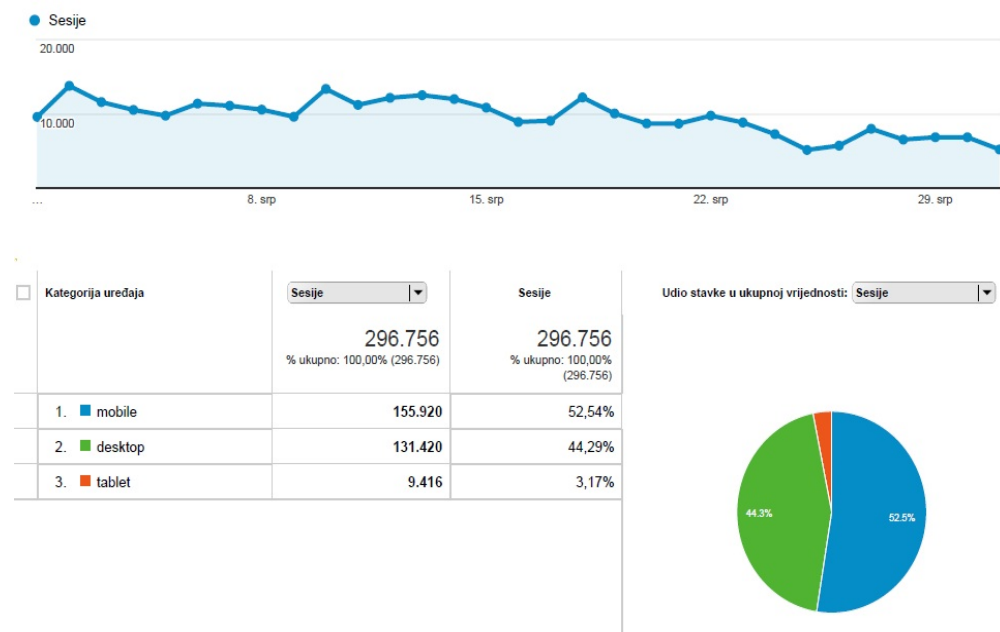 Sesije
20.000
10.000
...
8. srp
15. srp
22. srp
29. srp
Kategorija uređaja
Sesije
Sesije
Udio stavke u ukupnoj vrijednosti: Sesije
296.756
% ukupno: 100,00% (296.756)
296.756
% ukupno: 100,00%
(296.756)
1. mobile 155.920 52,54%
2. desktop 131.420 44,29%
3. tablet 9.416 3,17%
44.3%
52.5%